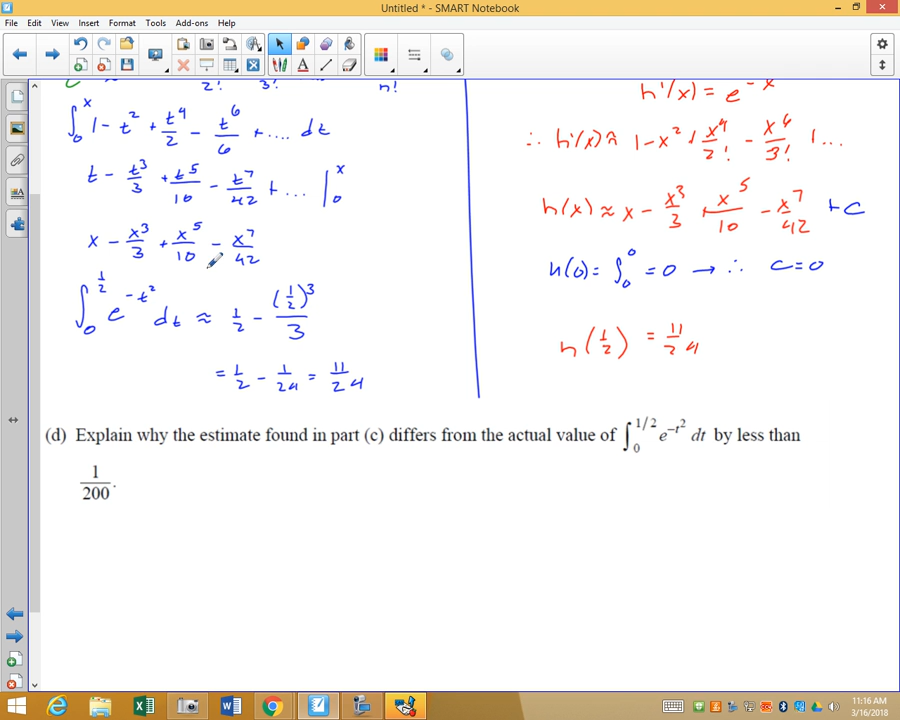 Untitled * - SMART Notebook
File Edit View Insert Format Tools Add-ons Help
2! 3! n!
∫₀ˣ 1 - t² + t⁴/2 - t⁶/6 + .... dt
t - t³/3 + t⁵/10 - t⁷/42 + ... |₀ˣ
x - x³/3 + x⁵/10 - x⁷/42
∫₀^(1/2) e^(-t²) dt ≈ 1/2 - (1/2)³/3
= 1/2 - 1/24 = 11/24
h'(x) = e^(-x
∴ h'(x) ≈ 1 - x² + x⁴/2! - x⁶/3! + ...
h(x) ≈ x - x³/3 + x⁵/10 - x⁷/42 + C
h(0) = ∫₀⁰ = 0 → ∴ C = 0
h(1/2) = 11/24
(d) Explain why the estimate found in part (c) differs from the actual value of ∫₀^(1/2) e^(-t²) dt by less than
1/200.
11:16 AM
3/16/2018